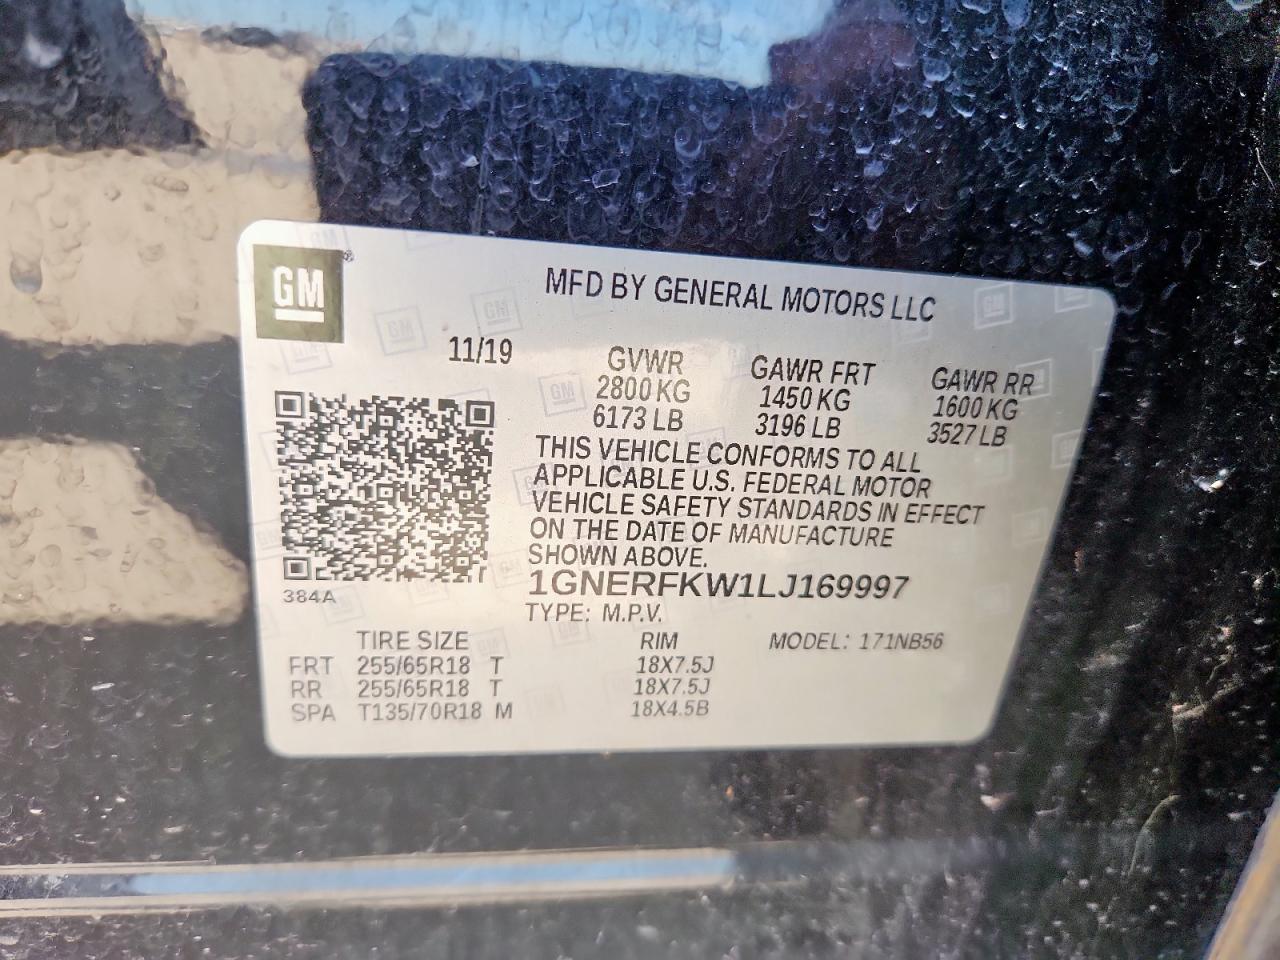 GM
MFD BY GENERAL MOTORS LLC
11/19
GVWR GAWR FRT GAWR RR
2800 KG 1450 KG 1600 KG
6173 LB 3196 LB 3527 LB
THIS VEHICLE CONFORMS TO ALL
APPLICABLE U.S. FEDERAL MOTOR
VEHICLE SAFETY STANDARDS IN EFFECT
ON THE DATE OF MANUFACTURE
SHOWN ABOVE.
1GNERFKW1LJ169997
384A
TYPE: M.P.V.
TIRE SIZE RIM MODEL: 171NB56
FRT 255/65R18 T 18X7.5J
RR 255/65R18 T 18X7.5J
SPA T135/70R18 M 18X4.5B